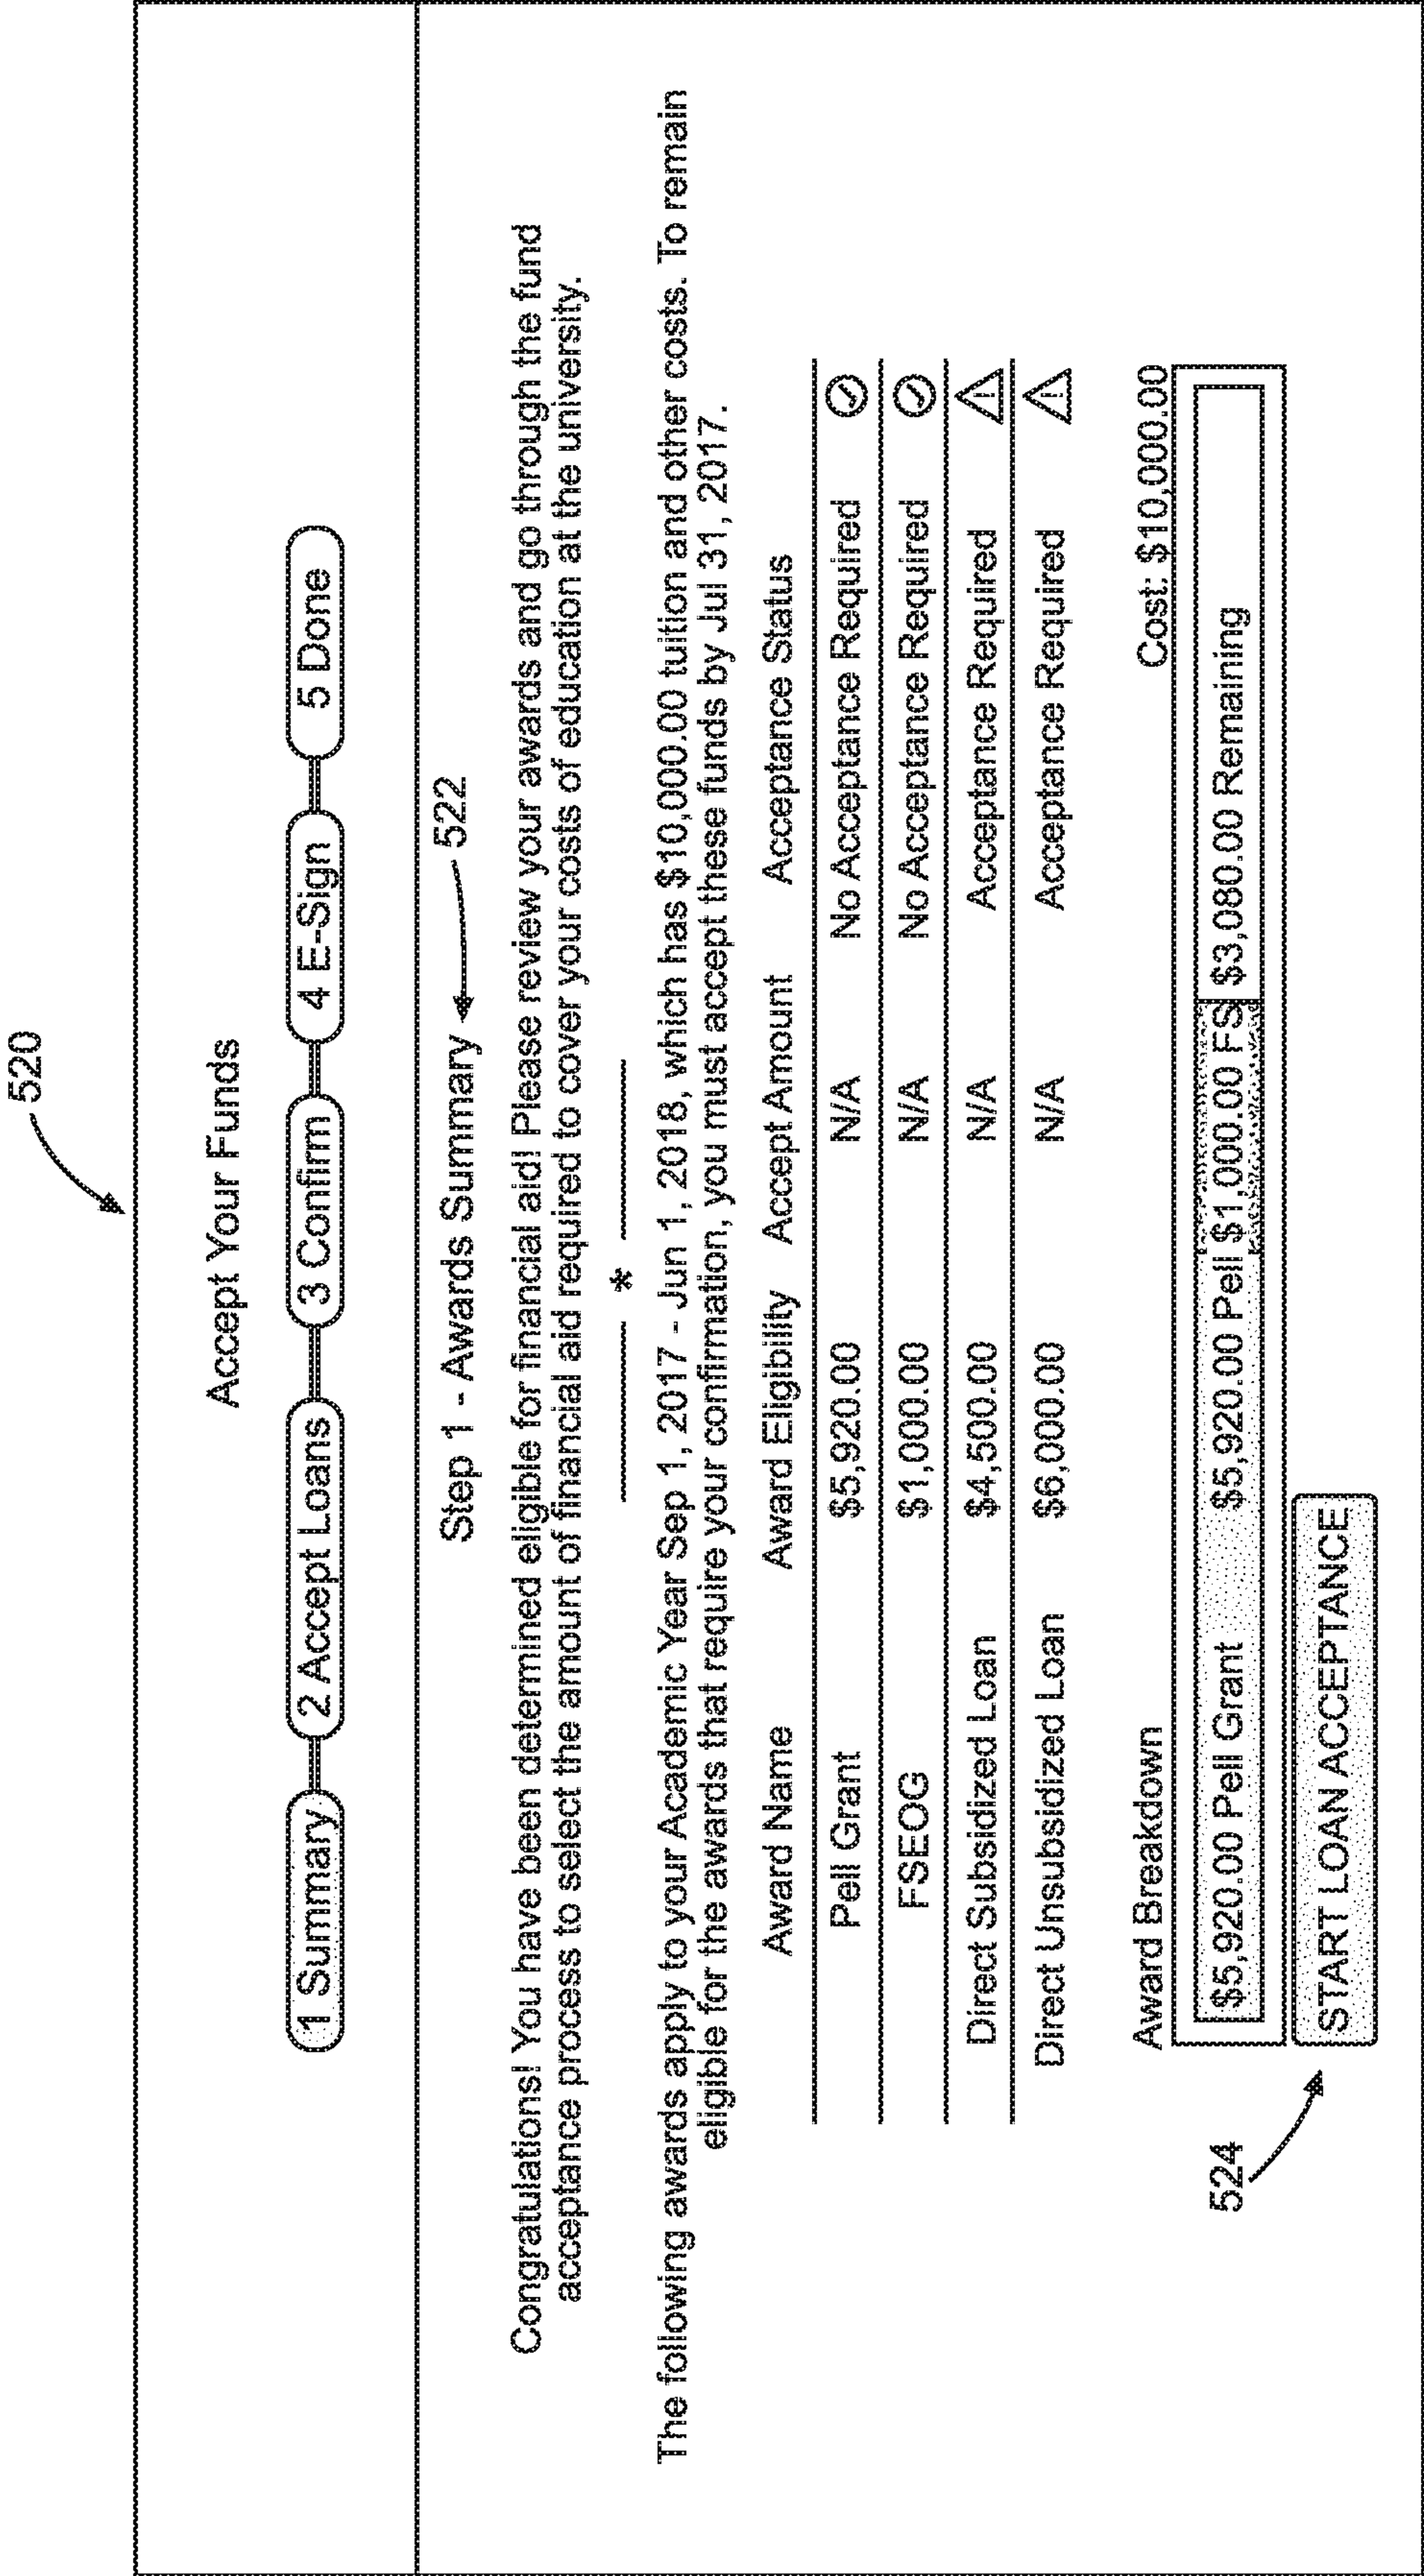 520
Accept Your Funds
1 Summary 2 Accept Loans 3 Confirm 4 E-Sign 5 Done
Step 1 - Awards Summary 522
Congratulations! You have been determined eligible for financial aid! Please review your awards and go through the fund
acceptance process to select the amount of financial aid required to cover your costs of education at the university.
*
The following awards apply to your Academic Year Sep 1, 2017 - Jun 1, 2018, which has $10,000.00 tuition and other costs. To remain
eligible for the awards that require your confirmation, you must accept these funds by Jul 31, 2017.
Award Name Award Eligibility Accept Amount Acceptance Status
Pell Grant $5,920.00 N/A No Acceptance Required
FSEOG $1,000.00 N/A No Acceptance Required
Direct Subsidized Loan $4,500.00 N/A Acceptance Required
Direct Unsubsidized Loan $6,000.00 N/A Acceptance Required
Award Breakdown Cost: $10,000.00
$5,920.00 Pell Grant $5,920.00 Pell $1,000.00 FS $3,080.00 Remaining
524 START LOAN ACCEPTANCE